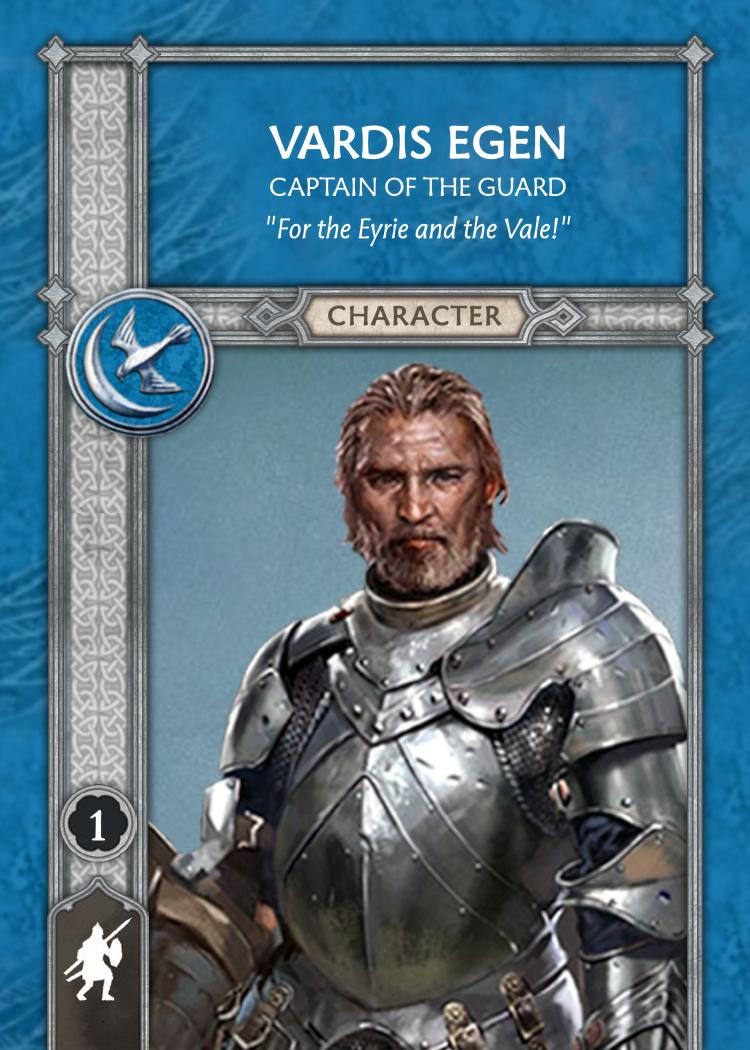 VARDIS EGEN
CAPTAIN OF THE GUARD
"For the Eyrie and the Vale!"
CHARACTER
1